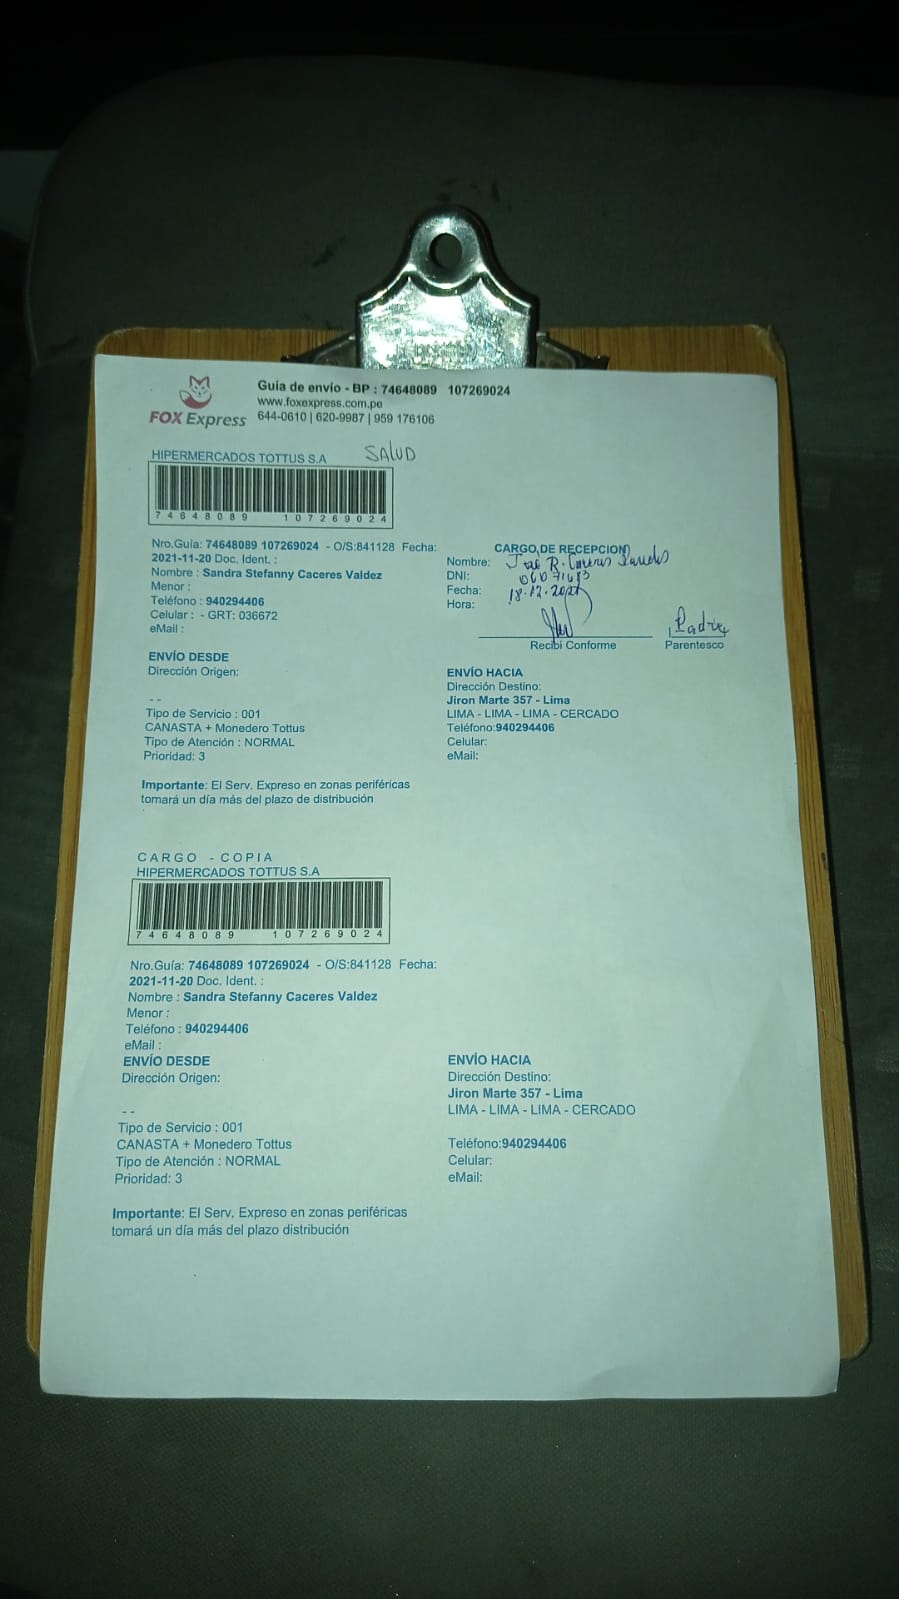 Guía de envío - BP : 74648089 107269024
www.foxexpress.com.pe
FOX Express 644-0610 | 620-9987 | 959 176106
HIPERMERCADOS TOTTUS S.A SALUD
74648089 107269024
Nro.Guía: 74648089 107269024 - O/S:841128 Fecha:
2021-11-20 Doc. Ident. :
Nombre : Sandra Stefanny Caceres Valdez
Menor :
Teléfono : 940294406
Celular : - GRT: 036672
eMail :
CARGO DE RECEPCION
Nombre: R.
DNI:
Fecha: 18.12.2021
Hora:
Recibi Conforme
Padre
Parentesco
ENVÍO DESDE
Dirección Origen:
- -
Tipo de Servicio : 001
CANASTA + Monedero Tottus
Tipo de Atención : NORMAL
Prioridad: 3
ENVÍO HACIA
Dirección Destino:
Jiron Marte 357 - Lima
LIMA - LIMA - LIMA - CERCADO
Teléfono:940294406
Celular:
eMail:
Importante: El Serv. Expreso en zonas periféricas
tomará un día más del plazo de distribución
CARGO - COPIA
HIPERMERCADOS TOTTUS S.A
74648089 107269024
Nro.Guía: 74648089 107269024 - O/S:841128 Fecha:
2021-11-20 Doc. Ident. :
Nombre : Sandra Stefanny Caceres Valdez
Menor :
Teléfono : 940294406
eMail :
ENVÍO DESDE
Dirección Origen:
- -
Tipo de Servicio : 001
CANASTA + Monedero Tottus
Tipo de Atención : NORMAL
Prioridad: 3
ENVÍO HACIA
Dirección Destino:
Jiron Marte 357 - Lima
LIMA - LIMA - LIMA - CERCADO
Teléfono:940294406
Celular:
eMail:
Importante: El Serv. Expreso en zonas periféricas
tomará un día más del plazo distribución